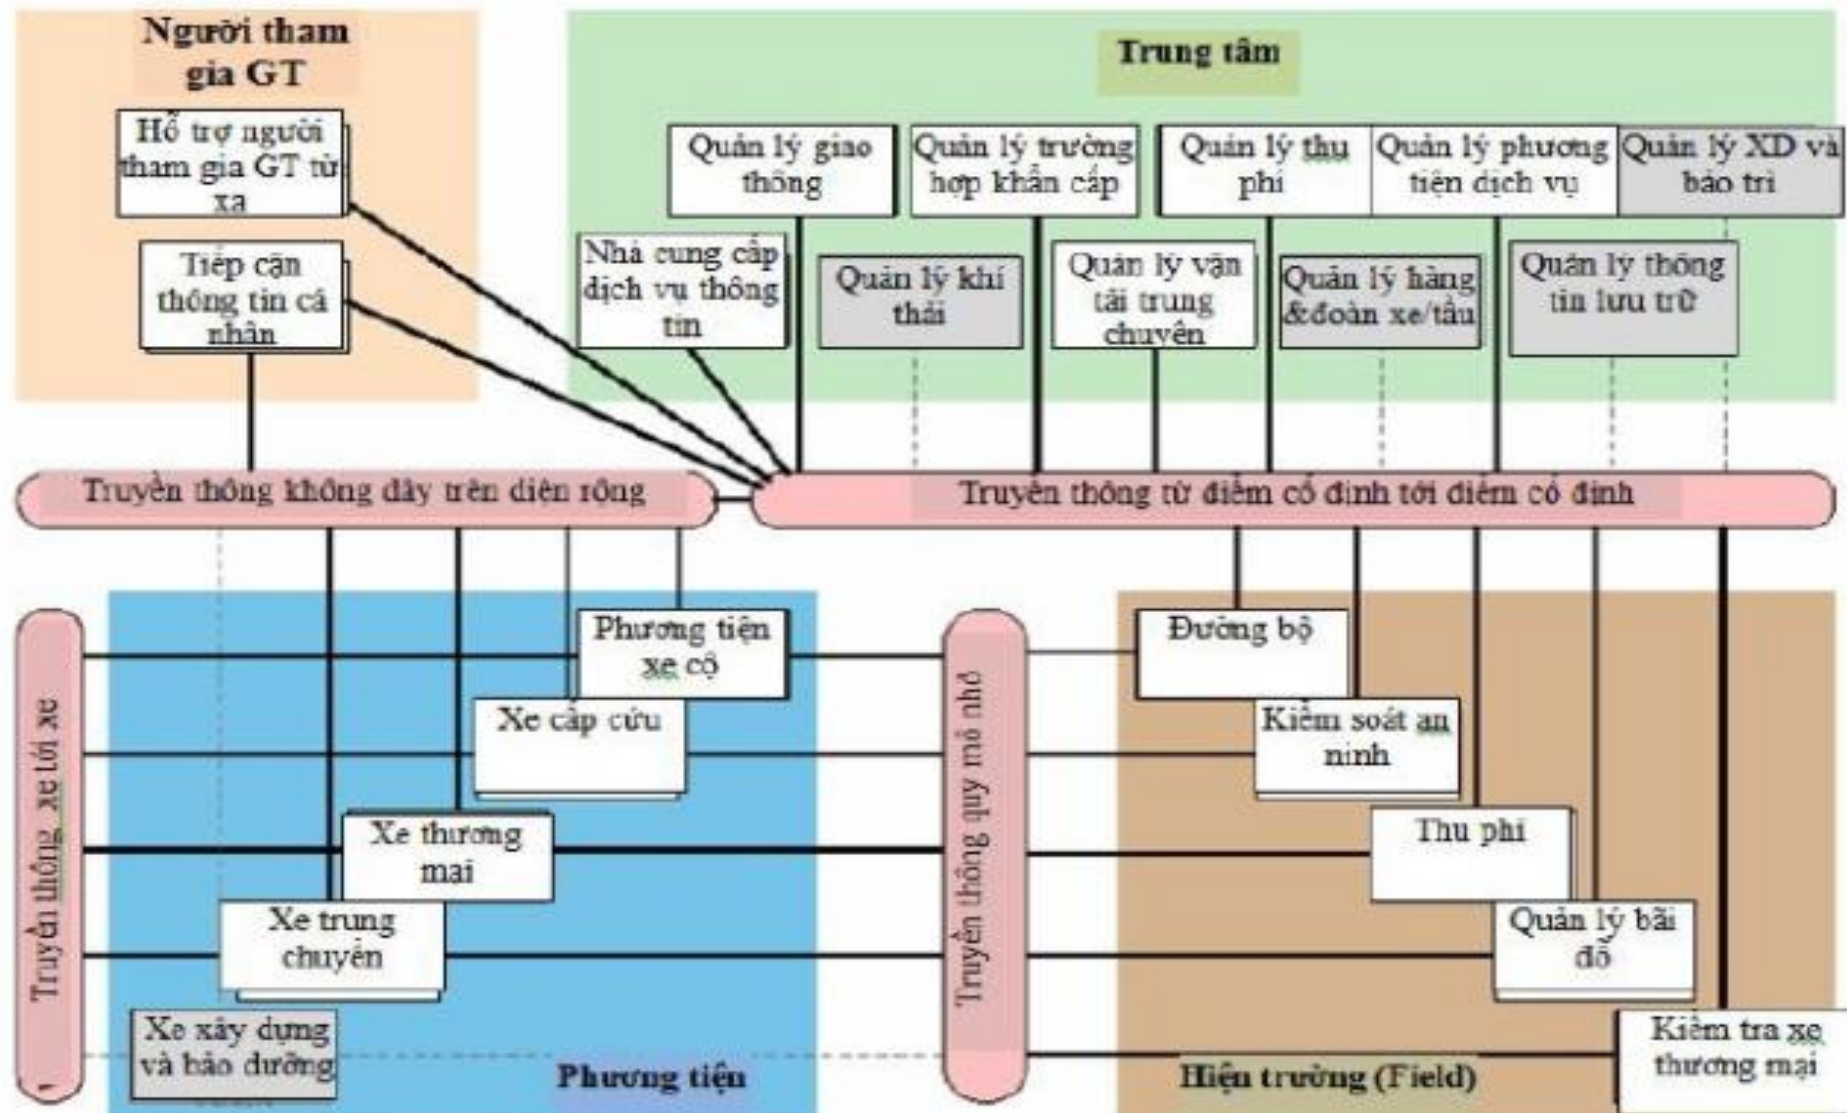 Người tham
gia GT
Hỗ trợ người
tham gia GT từ
xa
Tiếp cận
thông tin cá
nhân
Trung tâm
Quản lý giao
thông
Quản lý trường
hợp khẩn cấp
Quản lý thu
phí
Quản lý phương
tiện dịch vụ
Quản lý XD và
bảo trì
Nhà cung cấp
dịch vụ thông
tin
Quản lý khí
thải
Quản lý vận
tải trung
chuyển
Quản lý hàng
&đoàn xe/tầu
Quản lý thông
tin lưu trữ
Truyền thông không dây trên diện rộng
Truyền thông từ điểm cố định tới điểm cố định
Truyền thông xe tới xe
Phương tiện
xe cộ
Xe cấp cứu
Xe thương
mại
Xe trung
chuyển
Xe xây dựng
và bảo dưỡng
Phương tiện
Truyền thông quy mô nhỏ
Đường bộ
Kiểm soát an
ninh
Thu phí
Quản lý bãi
đỗ
Kiểm tra xe
thương mại
Hiện trường (Field)